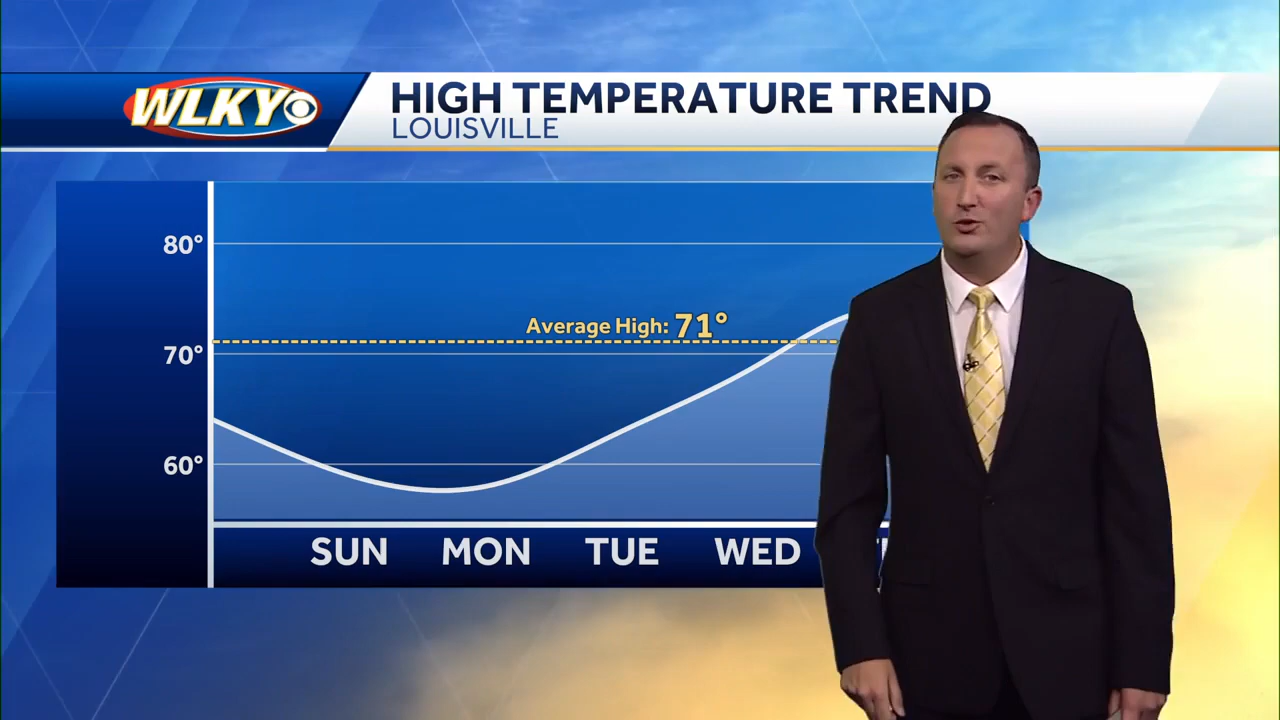 WLKY
HIGH TEMPERATURE TREND
LOUISVILLE
80°
Average High: 71°
70°
60°
SUN MON TUE WED